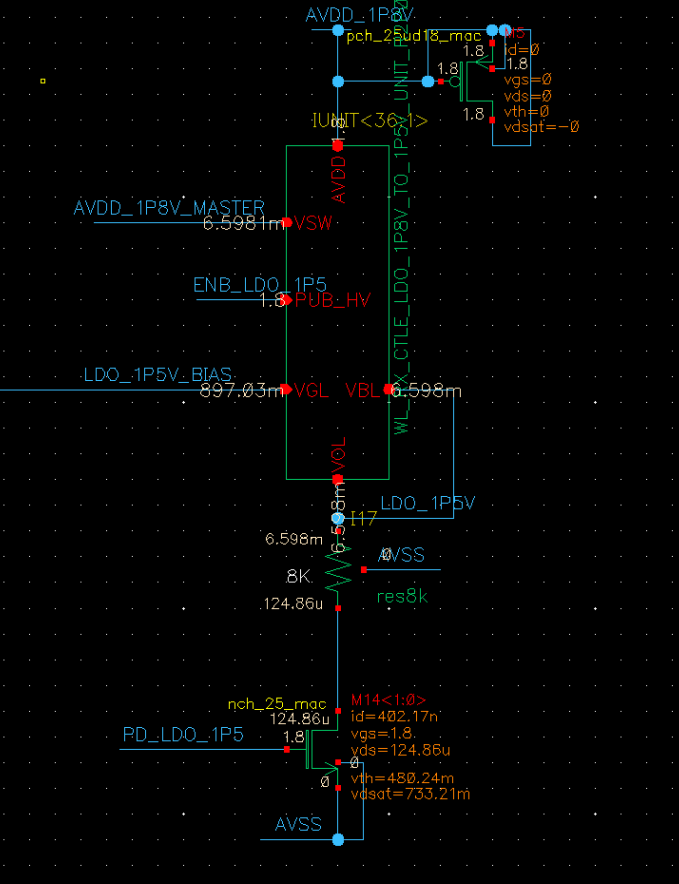 AVDD_1P8V
pch_25ud18_mac
M5
1.8
id=0
1.8
1.8
vgs=0
vds=0
1.8
vth=0
vdsat=-0
IUNIT<36:1>
1.8
AVDD
AVDD_1P8V_MASTER
6.5981m
VSW
ENB_LDO_1P5
1.8
PUB_HV
LDO_1P5V_BIAS
897.03m
VGL
VBL
6.598m
VOL
LDO_1P5V
I17
6.598m
6.598m
AVSS
0
8K
res8k
124.86u
nch_25_mac
M14<1:0>
124.86u
id=402.17n
PD_LDO_1P5
1.8
vgs=1.8
vds=124.86u
0
0
vth=480.24m
vdsat=733.21m
AVSS